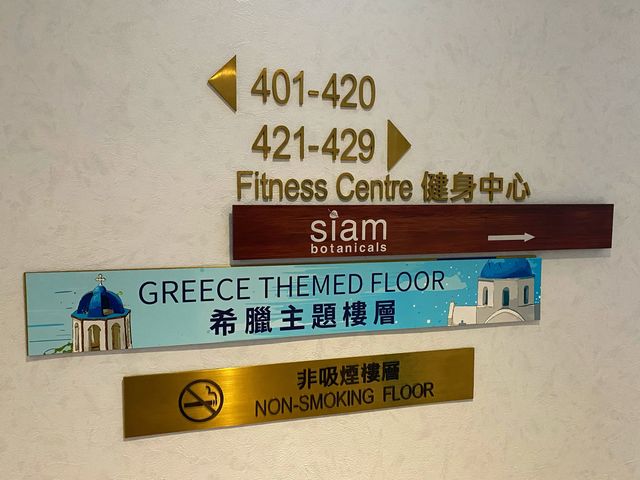 401-420
421-429
Fitness Centre 健身中心
siam
botanicals
GREECE THEMED FLOOR
希臘主題樓層
非吸煙樓層
NON-SMOKING FLOOR